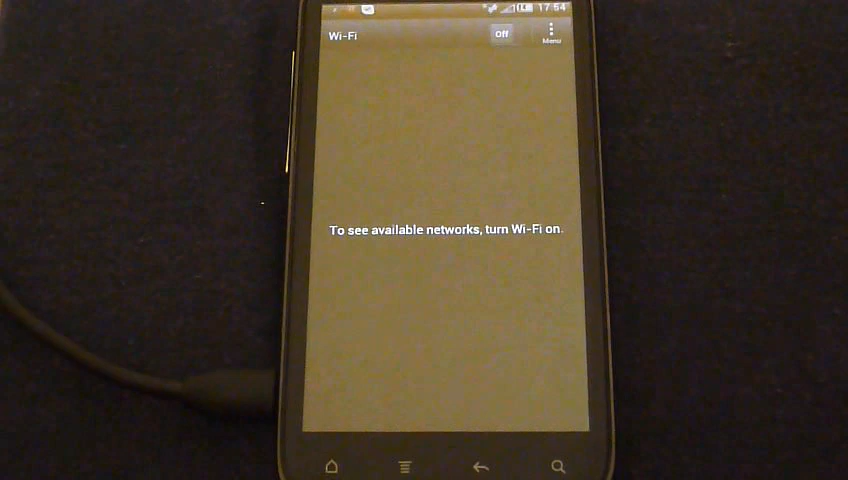 17:54
Wi-Fi
Off
Menu
To see available networks, turn Wi-Fi on.